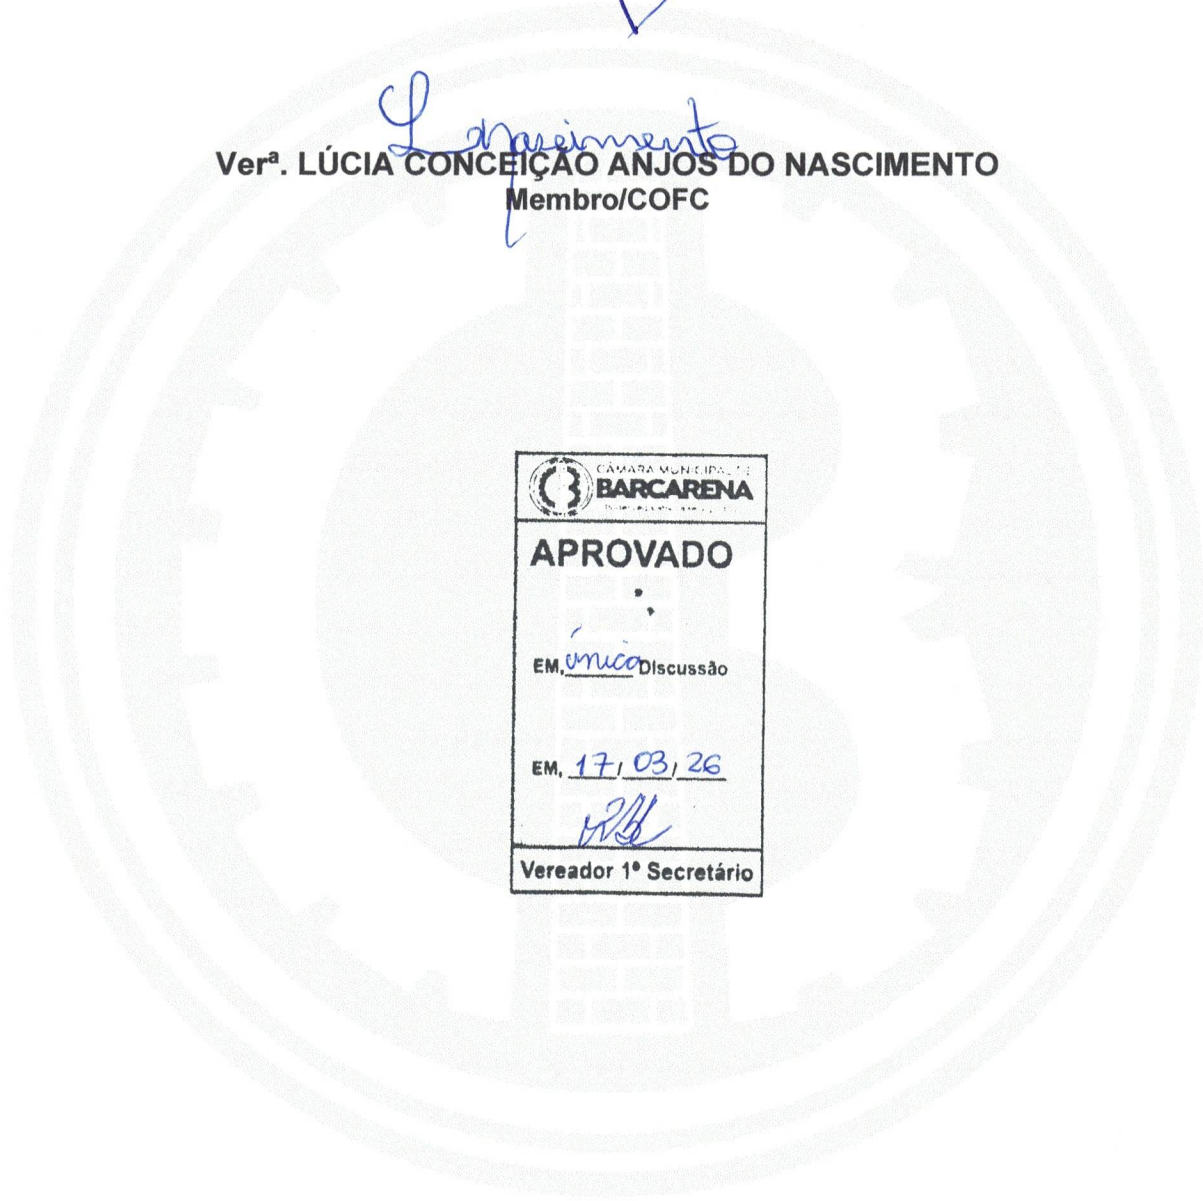 L Nascimento
Verª. LÚCIA CONCEIÇÃO ANJOS DO NASCIMENTO
Membro/COFC
CÂMARA MUNICIPAL DE
BARCARENA
APROVADO
EM, única Discussão
EM, 17/03/26
Vereador 1º Secretário